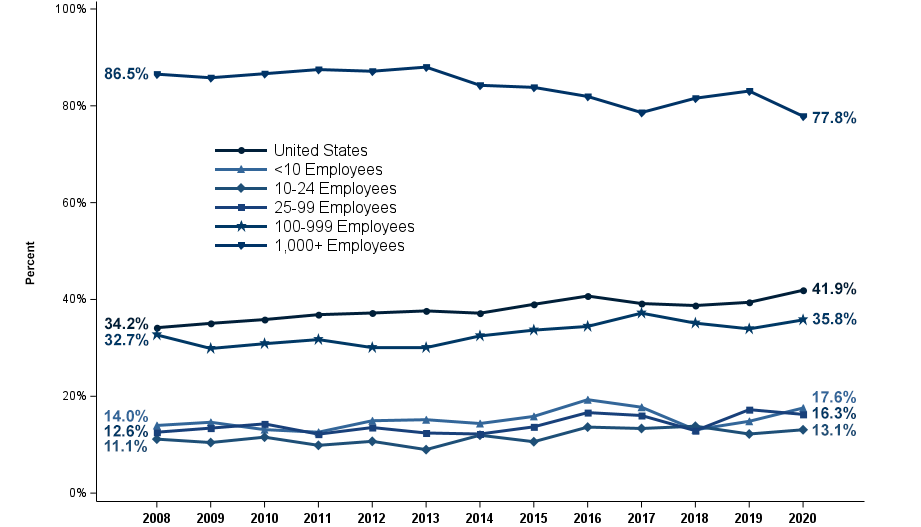 100%
86.5%
80%
77.8%
United States
<10 Employees
10-24 Employees
25-99 Employees
100-999 Employees
1,000+ Employees
60%
Percent
40%
41.9%
34.2%
35.8%
32.7%
20%
17.6%
14.0%
16.3%
12.6%
13.1%
11.1%
0%
2008 2009 2010 2011 2012 2013 2014 2015 2016 2017 2018 2019 2020